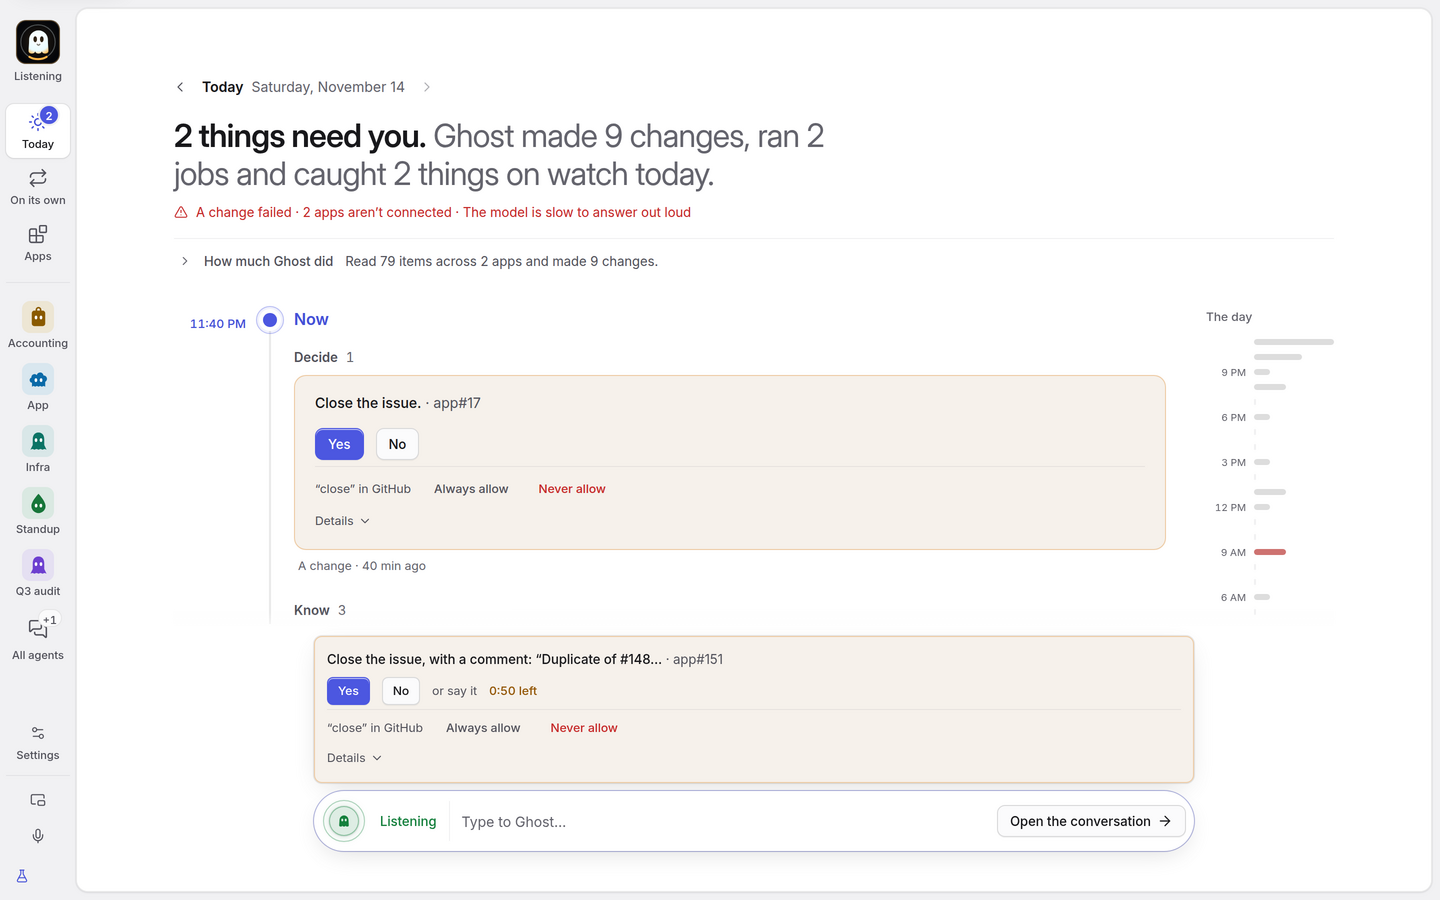 Listening
2
Today
On its own
Apps
Accounting
App
Infra
Standup
Q3 audit
+1
All agents
Settings
Today Saturday, November 14
2 things need you. Ghost made 9 changes, ran 2
jobs and caught 2 things on watch today.
A change failed · 2 apps aren’t connected · The model is slow to answer out loud
How much Ghost did Read 79 items across 2 apps and made 9 changes.
11:40 PM
Now
Decide 1
Close the issue. · app#17
Yes
No
“close” in GitHub Always allow Never allow
Details
A change · 40 min ago
Know 3
The day
9 PM
6 PM
3 PM
12 PM
9 AM
6 AM
Close the issue, with a comment: “Duplicate of #148... · app#151
Yes No or say it 0:50 left
“close” in GitHub Always allow Never allow
Details
Listening
Type to Ghost...
Open the conversation →